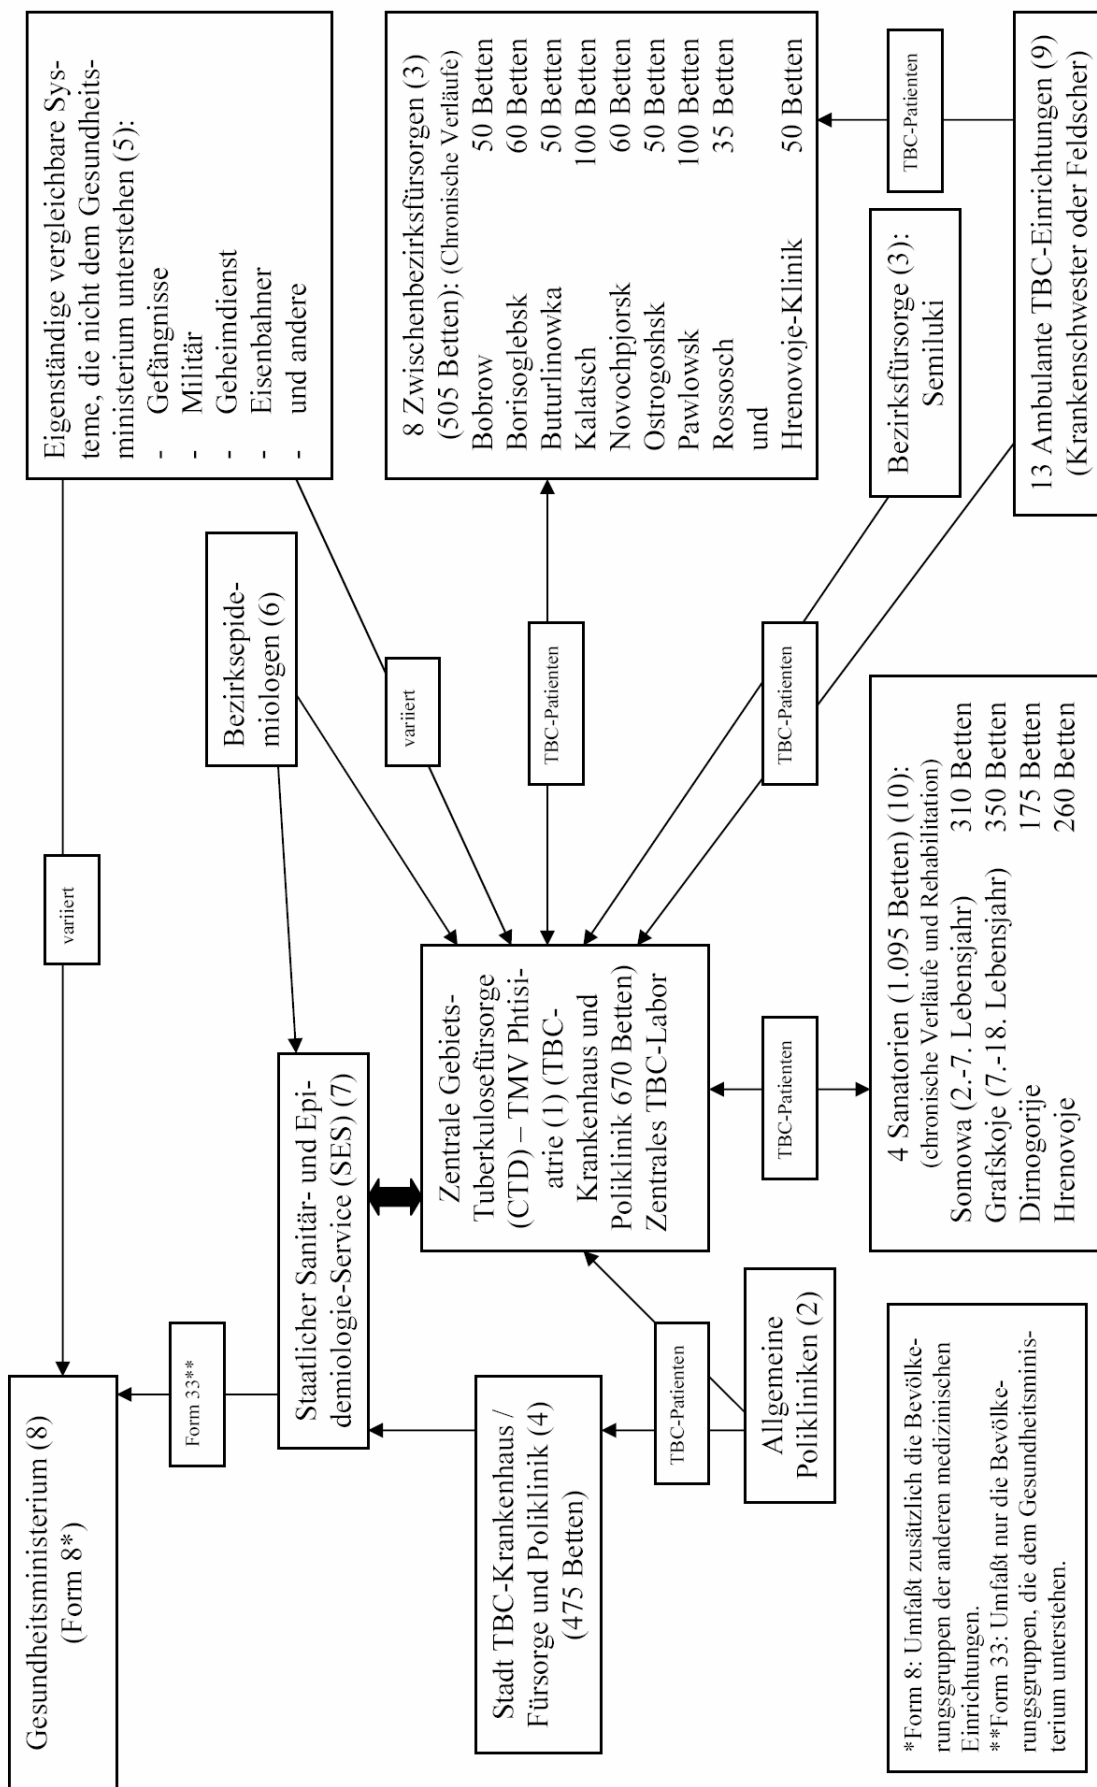 Gesundheitsministerium (8)
(Form 8*)
variiert
Eigenständige vergleichbare Sys-
teme, die nicht dem Gesundheits-
ministerium unterstehen (5):
- Gefängnisse
- Militär
- Geheimdienst
- Eisenbahner
- und andere
Form 33**
Bezirksepide-
miologen (6)
Staatlicher Sanitär- und Epi-
demiologie-Service (SES) (7)
variiert
Stadt TBC-Krankenhaus /
Fürsorge und Poliklinik (4)
(475 Betten)
Zentrale Gebiets-
Tuberkulosefürsorge
(CTD) – TMV Phtisi-
atrie (1) (TBC-
Krankenhaus und
Poliklinik 670 Betten)
Zentrales TBC-Labor
TBC-Patienten
8 Zwischenbezirksfürsorgen (3)
(505 Betten): (Chronische Verläufe)
Bobrow 50 Betten
Borisoglebsk 60 Betten
Buturlinowka 50 Betten
Kalatsch 100 Betten
Novochpjorsk 60 Betten
Ostrogoshsk 50 Betten
Pawlowsk 100 Betten
Rossosch 35 Betten
und
Hrenovoje-Klinik 50 Betten
TBC-Patienten
Allgemeine
Polikliniken (2)
TBC-Patienten
TBC-Patienten
TBC-Patienten
Bezirksfürsorge (3):
Semiluki
*Form 8: Umfaßt zusätzlich die Bevölke-
rungsgruppen der anderen medizinischen
Einrichtungen.
**Form 33: Umfaßt nur die Bevölke-
rungsgruppen, die dem Gesundheitsminis-
terium unterstehen.
4 Sanatorien (1.095 Betten) (10):
(chronische Verläufe und Rehabilitation)
Somowa (2.-7. Lebensjahr) 310 Betten
Grafskoje (7.-18. Lebensjahr) 350 Betten
Dirnogorije 175 Betten
Hrenovoje 260 Betten
13 Ambulante TBC-Einrichtungen (9)
(Krankenschwester oder Feldscher)